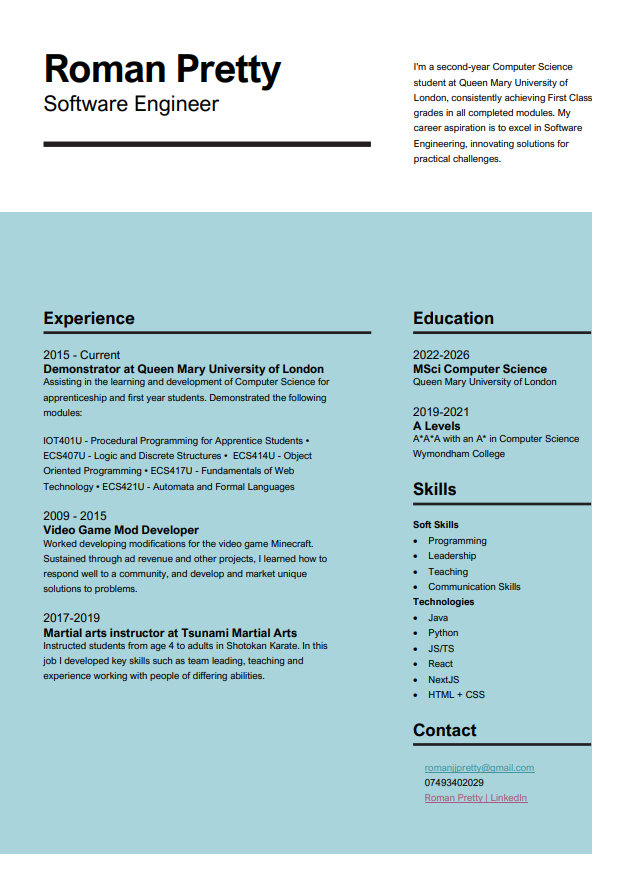 Roman Pretty
Software Engineer
I'm a second-year Computer Science
student at Queen Mary University of
London, consistently achieving First Class
grades in all completed modules. My
career aspiration is to excel in Software
Engineering, innovating solutions for
practical challenges.
Experience
2015 - Current
Demonstrator at Queen Mary University of London
Assisting in the learning and development of Computer Science for
apprenticeship and first year students. Demonstrated the following
modules:
IOT401U - Procedural Programming for Apprentice Students •
ECS407U - Logic and Discrete Structures • ECS414U - Object
Oriented Programming • ECS417U - Fundamentals of Web
Technology • ECS421U - Automata and Formal Languages
2009 - 2015
Video Game Mod Developer
Worked developing modifications for the video game Minecraft.
Sustained through ad revenue and other projects, I learned how to
respond well to a community, and develop and market unique
solutions to problems.
2017-2019
Martial arts instructor at Tsunami Martial Arts
Instructed students from age 4 to adults in Shotokan Karate. In this
job I developed key skills such as team leading, teaching and
experience working with people of differing abilities.
Education
2022-2026
MSci Computer Science
Queen Mary University of London
2019-2021
A Levels
A*A*A with an A* in Computer Science
Wymondham College
Skills
Soft Skills
• Programming
• Leadership
• Teaching
• Communication Skills
Technologies
• Java
• Python
• JS/TS
• React
• NextJS
• HTML + CSS
Contact
romanjjpretty@gmail.com
07493402029
Roman Pretty | LinkedIn